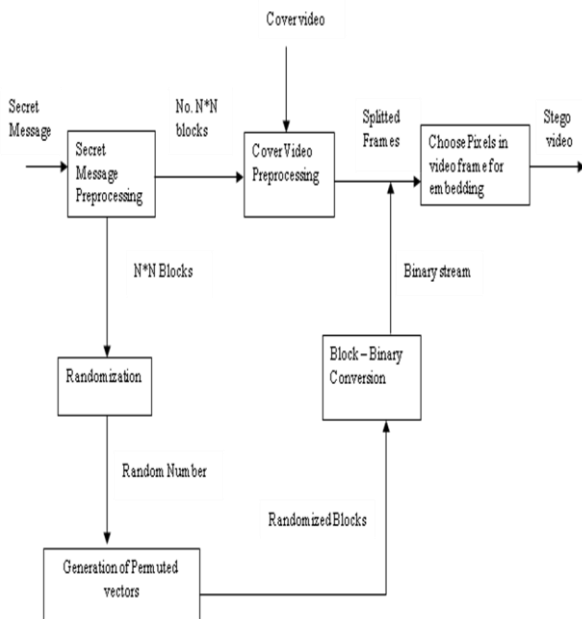 Cover video
Secret
Message
No. N*N
blocks
Splitted
Frames
Stego
video
Secret
Message
Preprocessing
Cover Video
Preprocessing
Choose Pixels in
video frame for
embedding
N*N Blocks
Binary stream
Randomization
Block – Binary
Conversion
Random Number
Randomized Blocks
Generation of Permuted
vectors